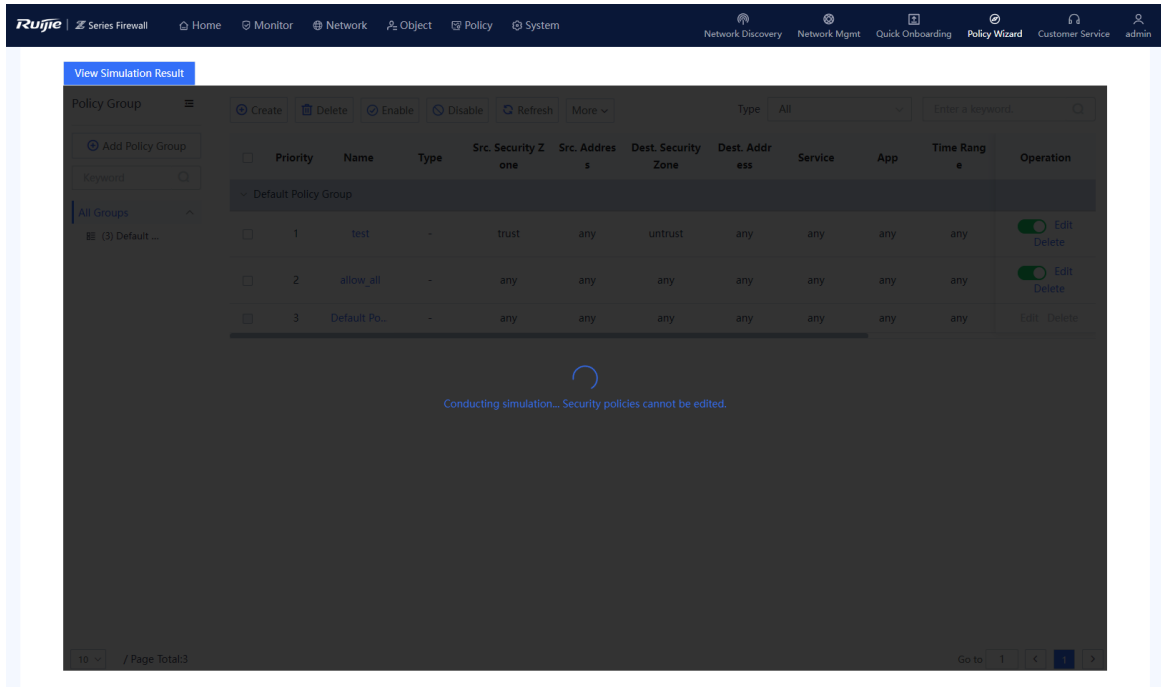 Ruijie | Z Series Firewall Home Monitor Network Object Policy System Network Discovery Network Mgmt Quick Onboarding Policy Wizard Customer Service admin
View Simulation Result
Policy Group
Create Delete Enable Disable Refresh More Type All Enter a keyword.
Add Policy Group
Keyword
All Groups
(3) Default ...
Priority Name Type Src. Security Zone Src. Address Dest. Security Zone Dest. Address Service App Time Range Operation
Default Policy Group
1 test - trust any untrust any any any any Edit Delete
2 allow_all - any any any any any any any Edit Delete
3 Default Po... - any any any any any any any Edit Delete
Conducting simulation... Security policies cannot be edited.
10 / Page Total:3 Go to 1 < 1 >